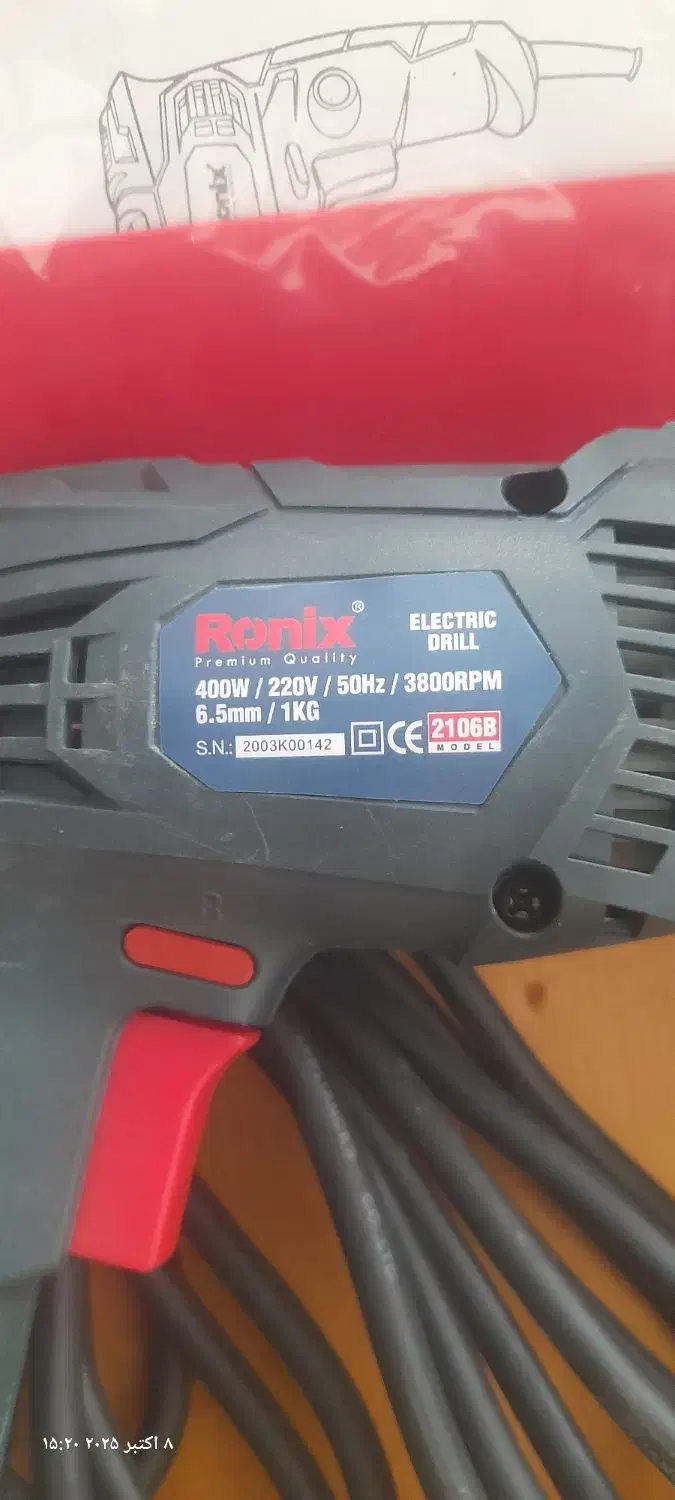 Ronix
Ronix®
Premium Quality
ELECTRIC
DRILL
400W / 220V / 50Hz / 3800RPM
6.5mm / 1KG
S.N.: 2003K00142
CE
2106B
MODEL
R
۸ اکتبر ۲۰۲۵ ۱۵:۲۰